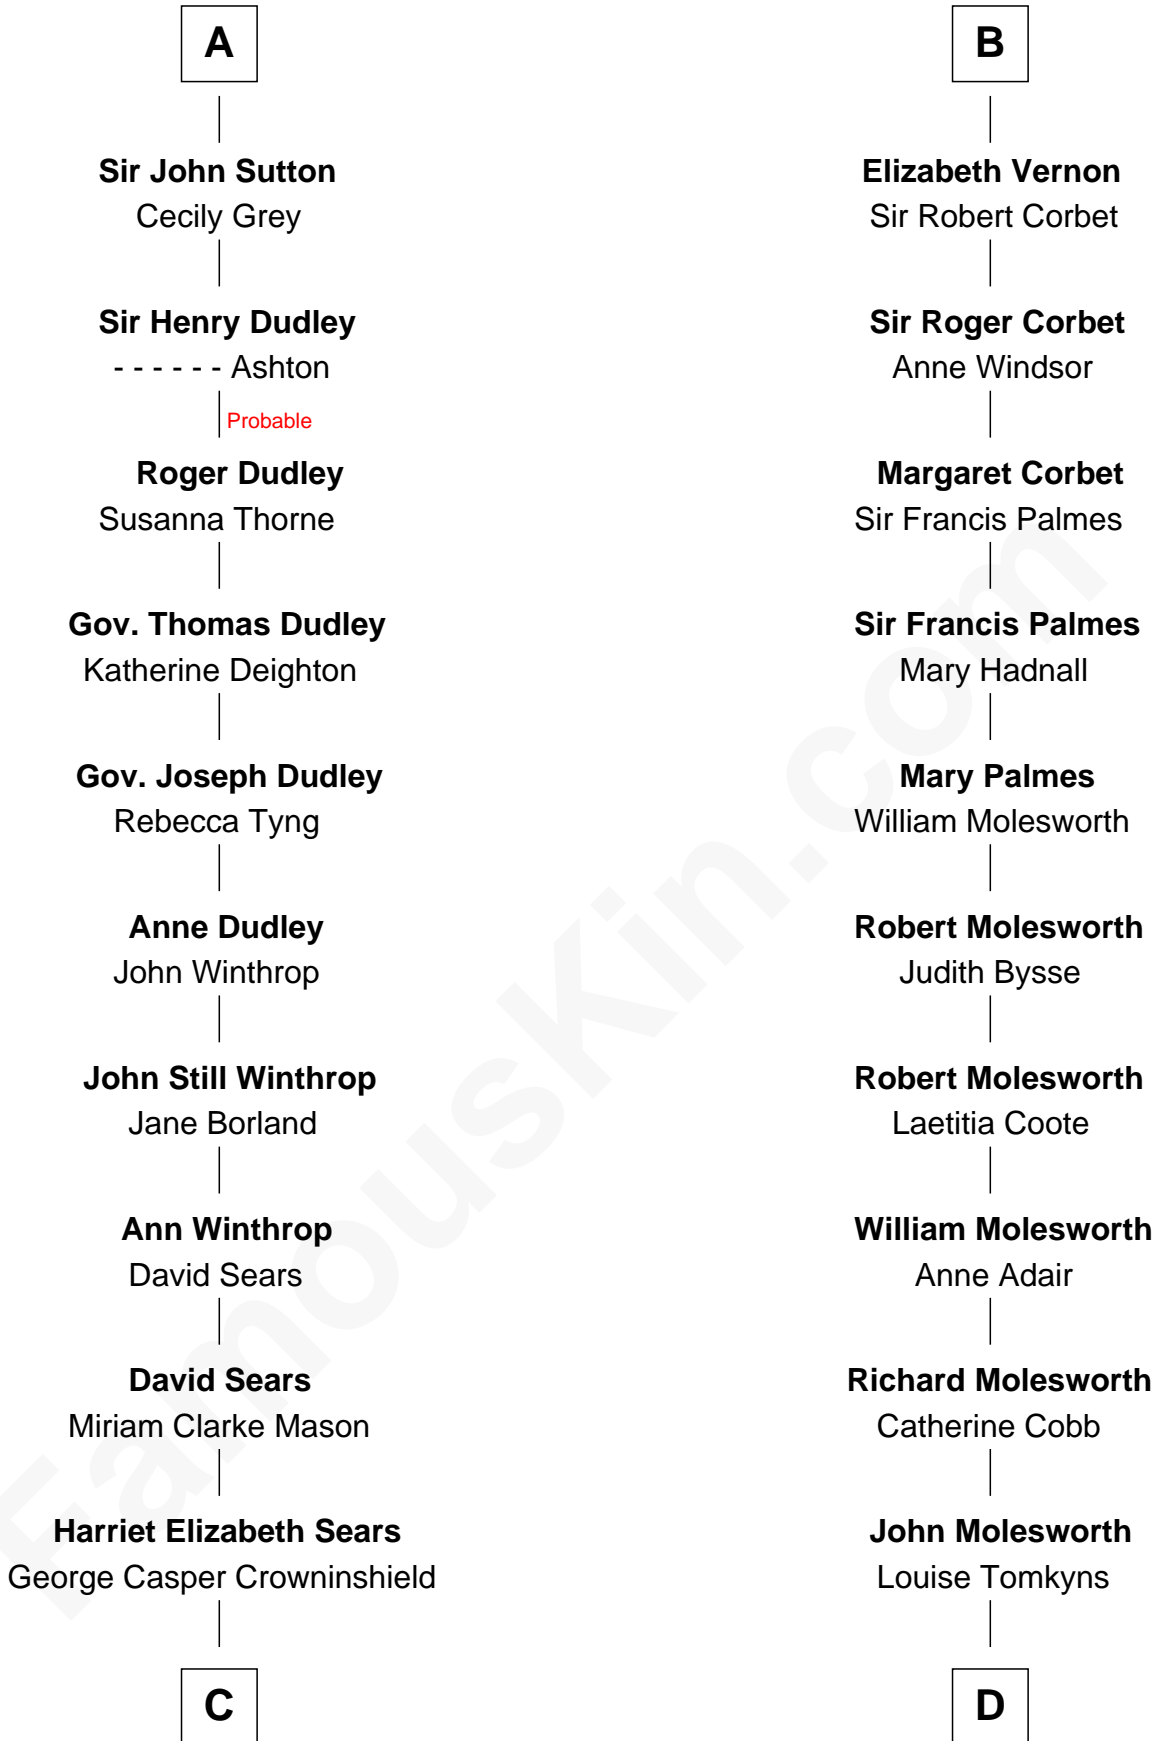 A
Sir John Sutton
Cecily Grey
Sir Henry Dudley
- - - - - - Ashton
Probable
Roger Dudley
Susanna Thorne
Gov. Thomas Dudley
Katherine Deighton
Gov. Joseph Dudley
Rebecca Tyng
Anne Dudley
John Winthrop
John Still Winthrop
Jane Borland
Ann Winthrop
David Sears
David Sears
Miriam Clarke Mason
Harriet Elizabeth Sears
George Casper Crowninshield
C
B
Elizabeth Vernon
Sir Robert Corbet
Sir Roger Corbet
Anne Windsor
Margaret Corbet
Sir Francis Palmes
Sir Francis Palmes
Mary Hadnall
Mary Palmes
William Molesworth
Robert Molesworth
Judith Bysse
Robert Molesworth
Laetitia Coote
William Molesworth
Anne Adair
Richard Molesworth
Catherine Cobb
John Molesworth
Louise Tomkyns
D
FamousKin.com